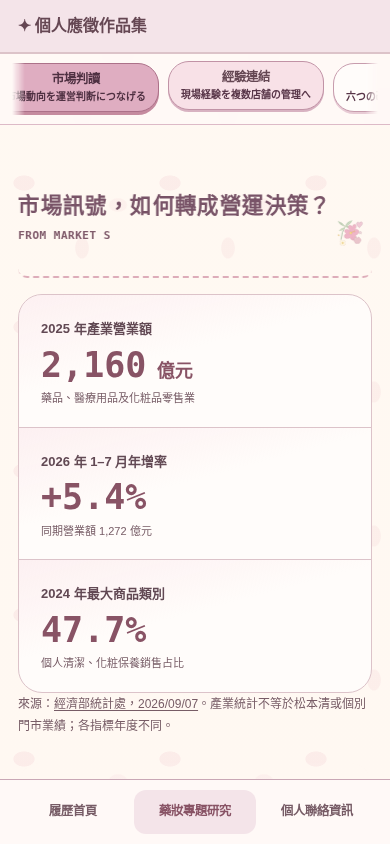 ✦ 個人應徵作品集
市場判讀
場動向を運営判断につなげる
経驗連結
現場経験を複数店舗の管理へ
六つの
市場訊號，如何轉成營運決策？
FROM MARKET S
2025 年產業營業額
2,160 億元
藥品、醫療用品及化粧品零售業
2026 年 1–7 月年增率
+5.4%
同期營業額 1,272 億元
2024 年最大商品類別
47.7%
個人清潔、化粧保養銷售占比
來源：經濟部統計處，2026/09/07。產業統計不等於松本清或個別
門市業績；各指標年度不同。
履歷首頁
藥妝專題研究
個人聯絡資訊